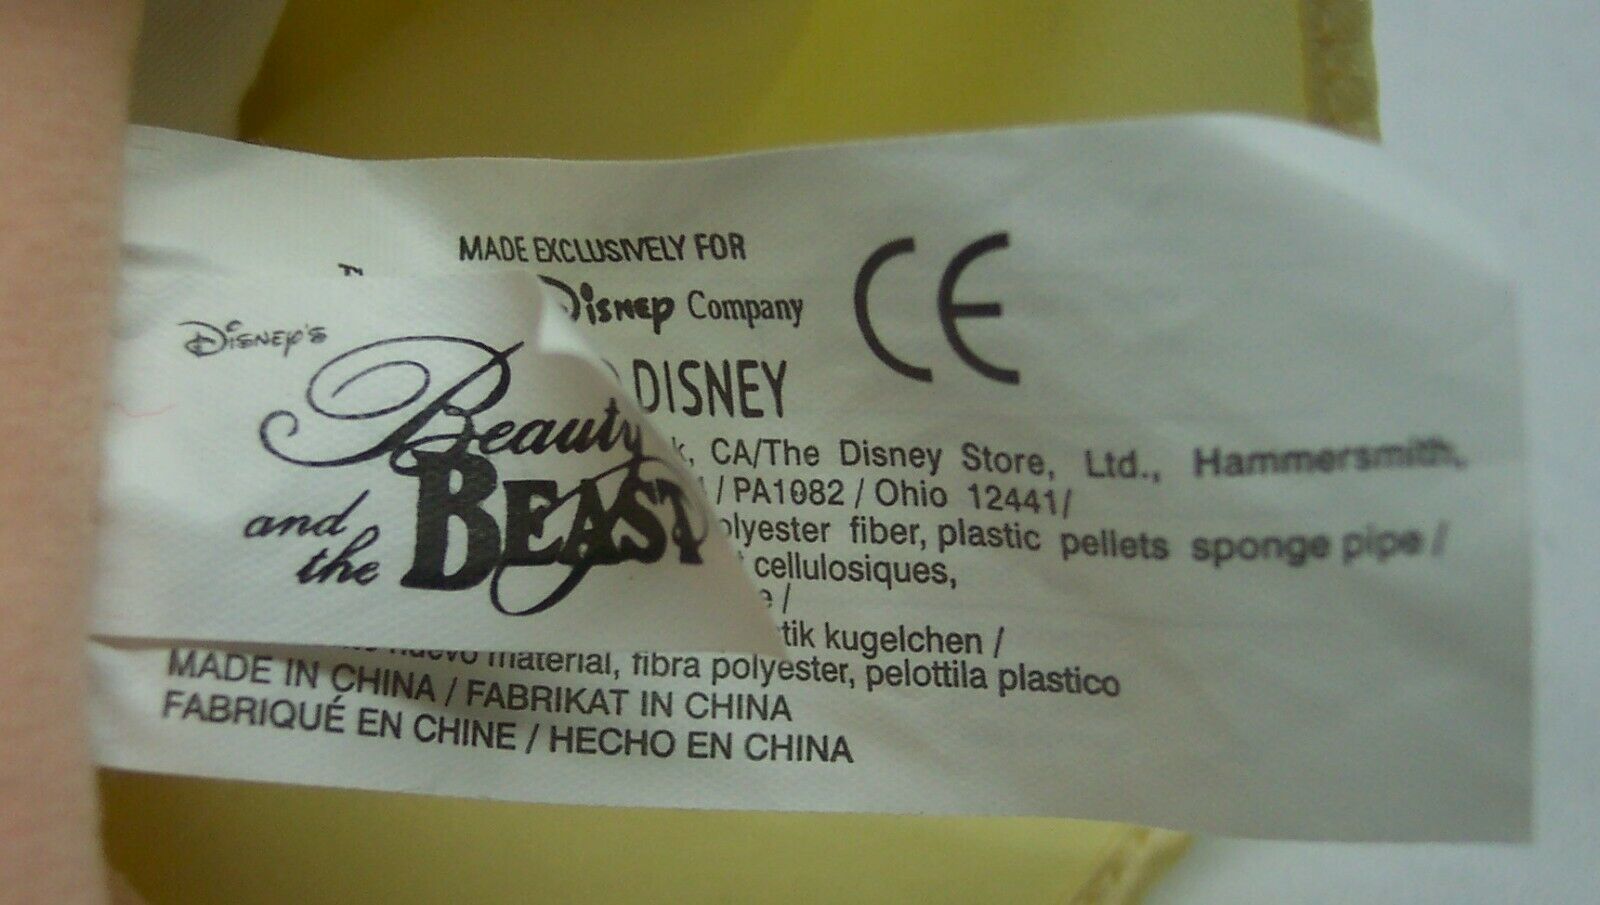 MADE EXCLUSIVELY FOR
Disney Company
DISNEY
CE
Disney's
Beauty
and
the
BEAST
CA/The Disney Store, Ltd., Hammersmith,
/ PA1082 / Ohio 12441/
fiber, plastic pellets sponge pipe /
cellulosiques,
/
kugelchen /
nuevo material, fibra polyester, pelottila plastico
MADE IN CHINA / FABRIKAT IN CHINA
FABRIQUÉ EN CHINE / HECHO EN CHINA